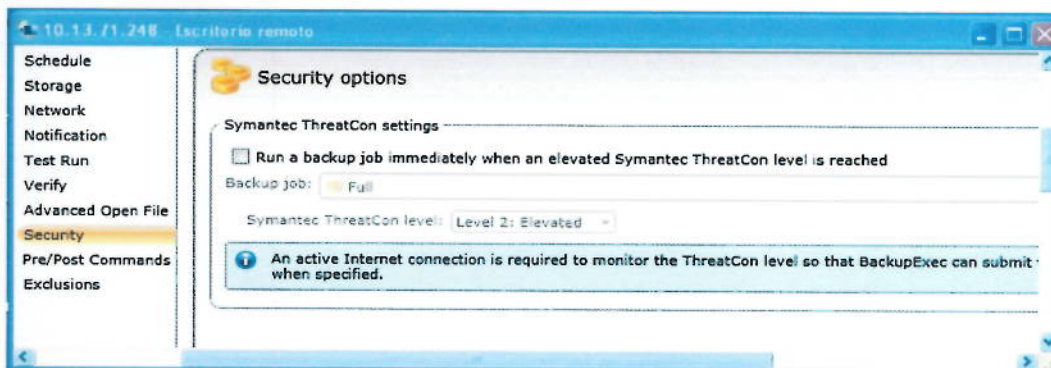 10.13.71.248 - Escritorio remoto
Schedule
Storage
Network
Notification
Test Run
Verify
Advanced Open File
Security
Pre/Post Commands
Exclusions
Security options
Symantec ThreatCon settings
Run a backup job immediately when an elevated Symantec ThreatCon level is reached
Backup job: Full
Symantec ThreatCon level: Level 2: Elevated
An active Internet connection is required to monitor the ThreatCon level so that BackupExec can submit
when specified.